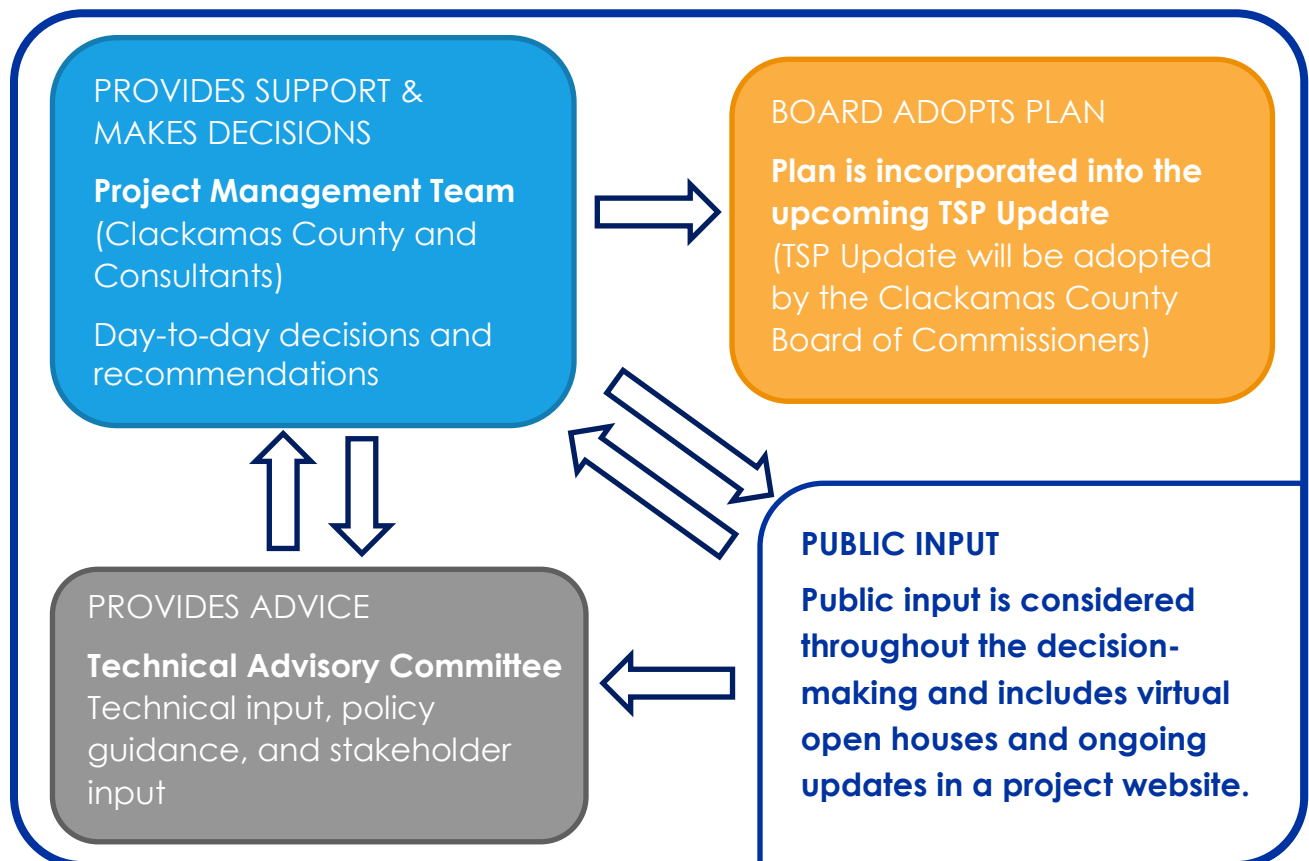 PROVIDES SUPPORT &
MAKES DECISIONS
Project Management Team
(Clackamas County and
Consultants)
Day-to-day decisions and
recommendations
BOARD ADOPTS PLAN
Plan is incorporated into the
upcoming TSP Update
(TSP Update will be adopted
by the Clackamas County
Board of Commissioners)
PROVIDES ADVICE
Technical Advisory Committee
Technical input, policy
guidance, and stakeholder
input
PUBLIC INPUT
Public input is considered
throughout the decision-
making and includes virtual
open houses and ongoing
updates in a project website.